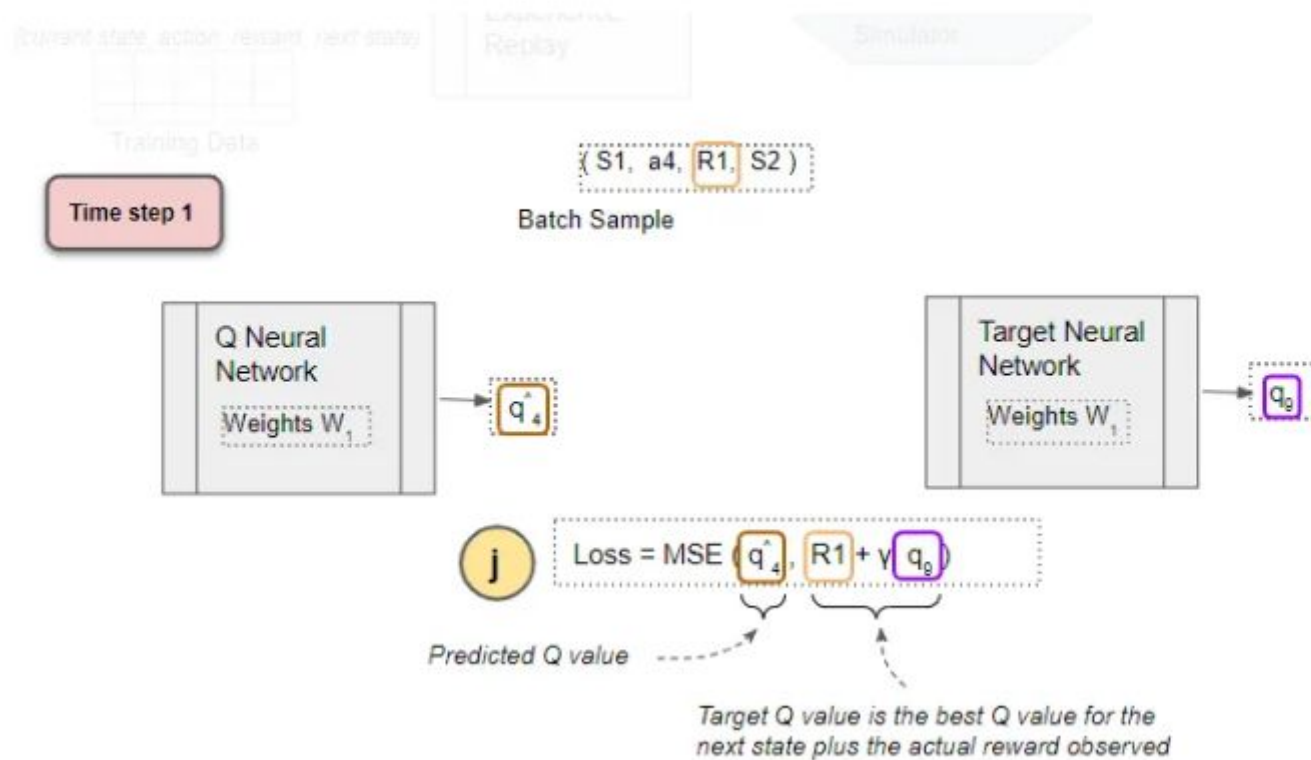 (current state, action, reward, next state)
Experience
Replay
Simulator
Training Data
( S1, a4, R1, S2 )
Time step 1
Batch Sample
Q Neural
Network
Weights W₁
q̂₄
Target Neural
Network
Weights W₁
q₉
j
Loss = MSE ( q̂₄, R1 + γ q₉)
Predicted Q value
Target Q value is the best Q value for the
next state plus the actual reward observed